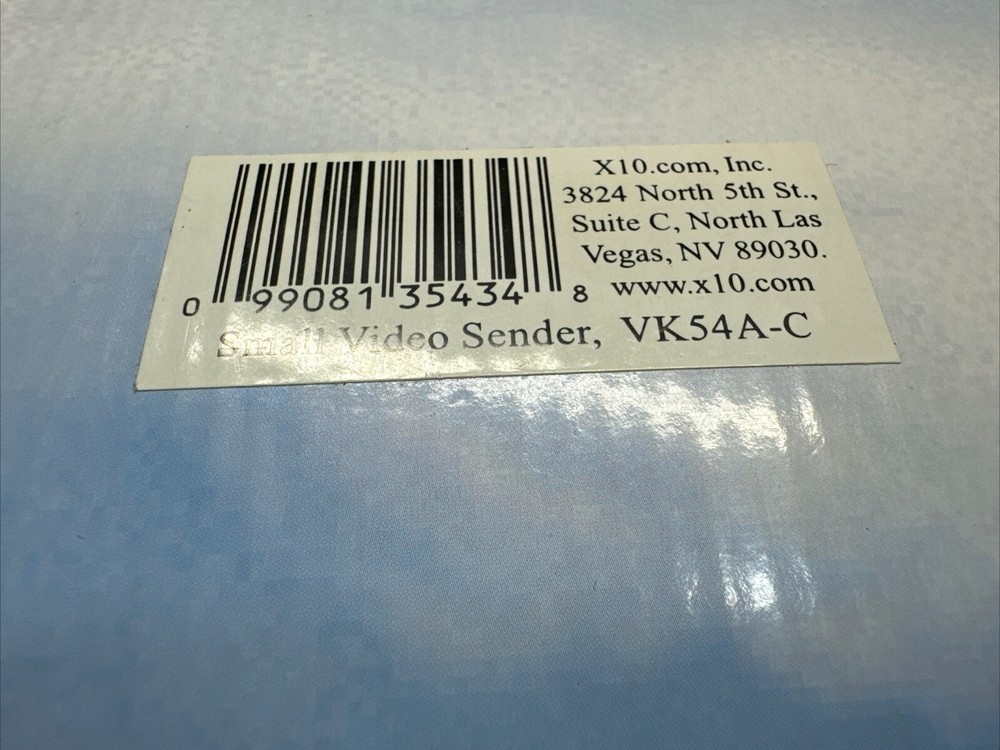 X10.com, Inc.
3824 North 5th St.,
Suite C, North Las
Vegas, NV 89030.
www.x10.com
0 99081 35434 8
Small Video Sender, VK54A-C